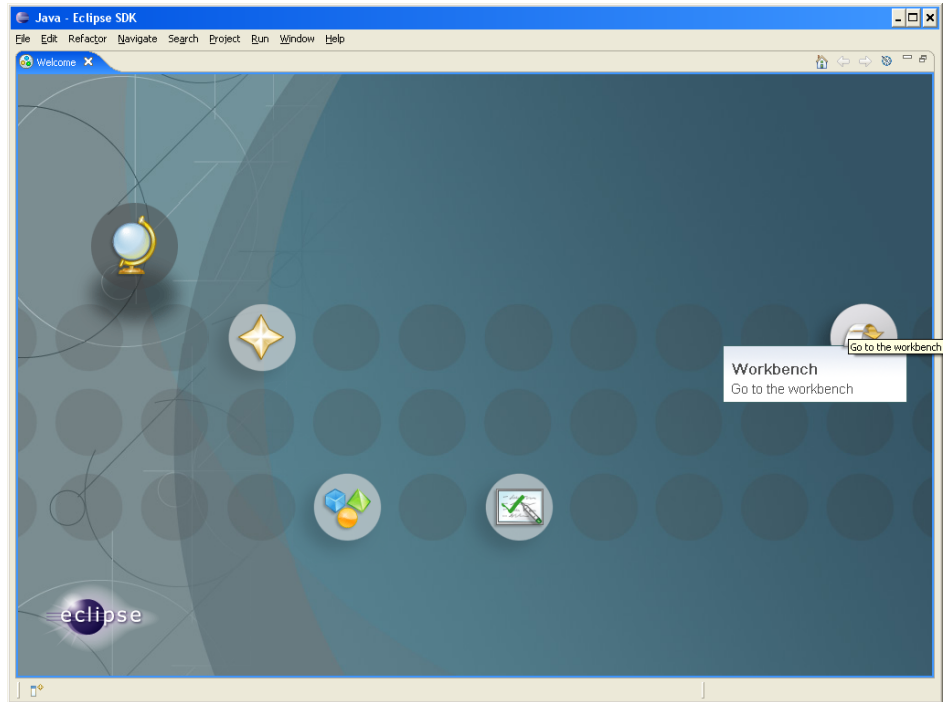 Java - Eclipse SDK
File Edit Refactor Navigate Search Project Run Window Help
Welcome
Go to the workbench
Workbench
Go to the workbench
eclipse